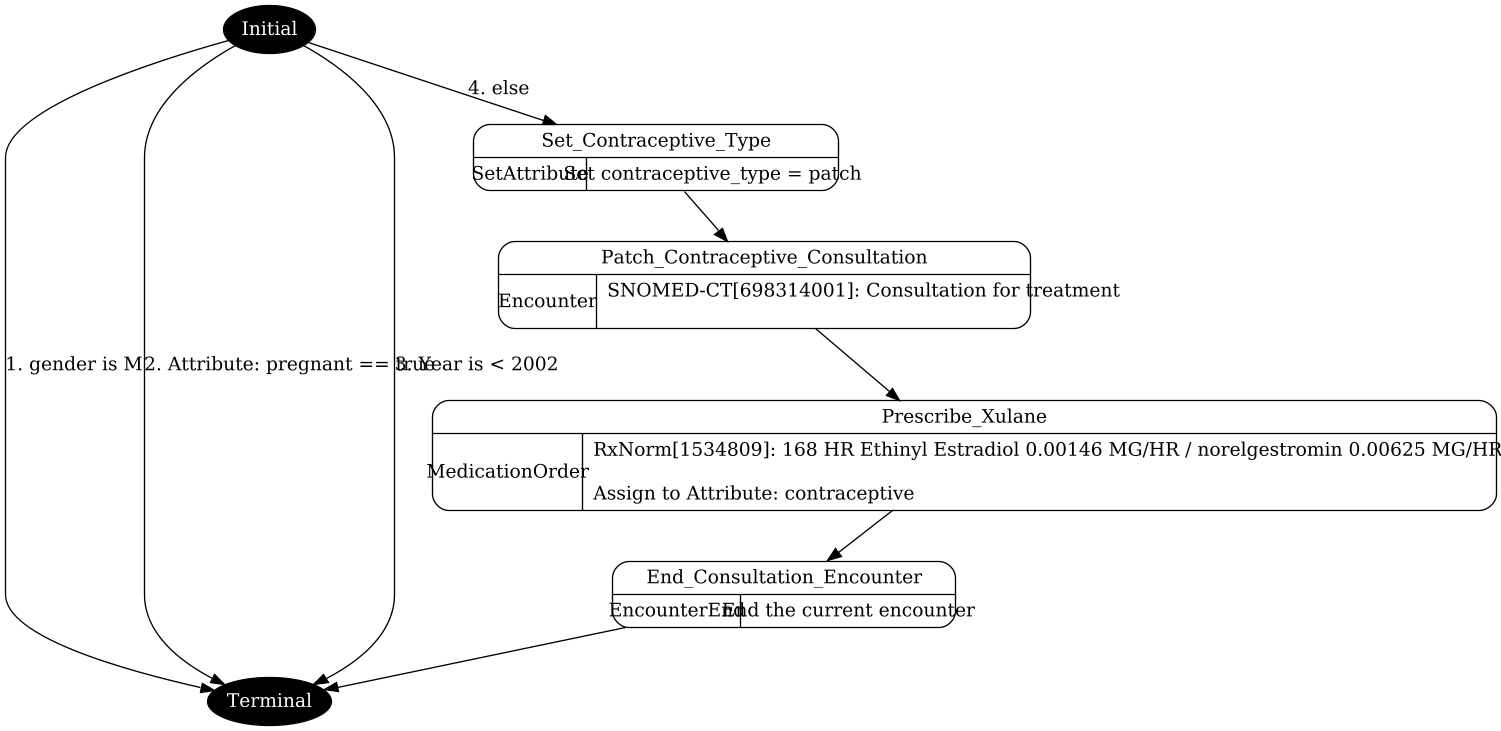 Initial
4. else
Set_Contraceptive_Type
SetAttribute
Set contraceptive_type = patch
Patch_Contraceptive_Consultation
Encounter
SNOMED-CT[698314001]: Consultation for treatment
1. gender is M
2. Attribute: pregnant == true
3. Year is < 2002
Prescribe_Xulane
MedicationOrder
RxNorm[1534809]: 168 HR Ethinyl Estradiol 0.00146 MG/HR / norelgestromin 0.00625 MG/HR
Assign to Attribute: contraceptive
End_Consultation_Encounter
EncounterEnd
End the current encounter
Terminal